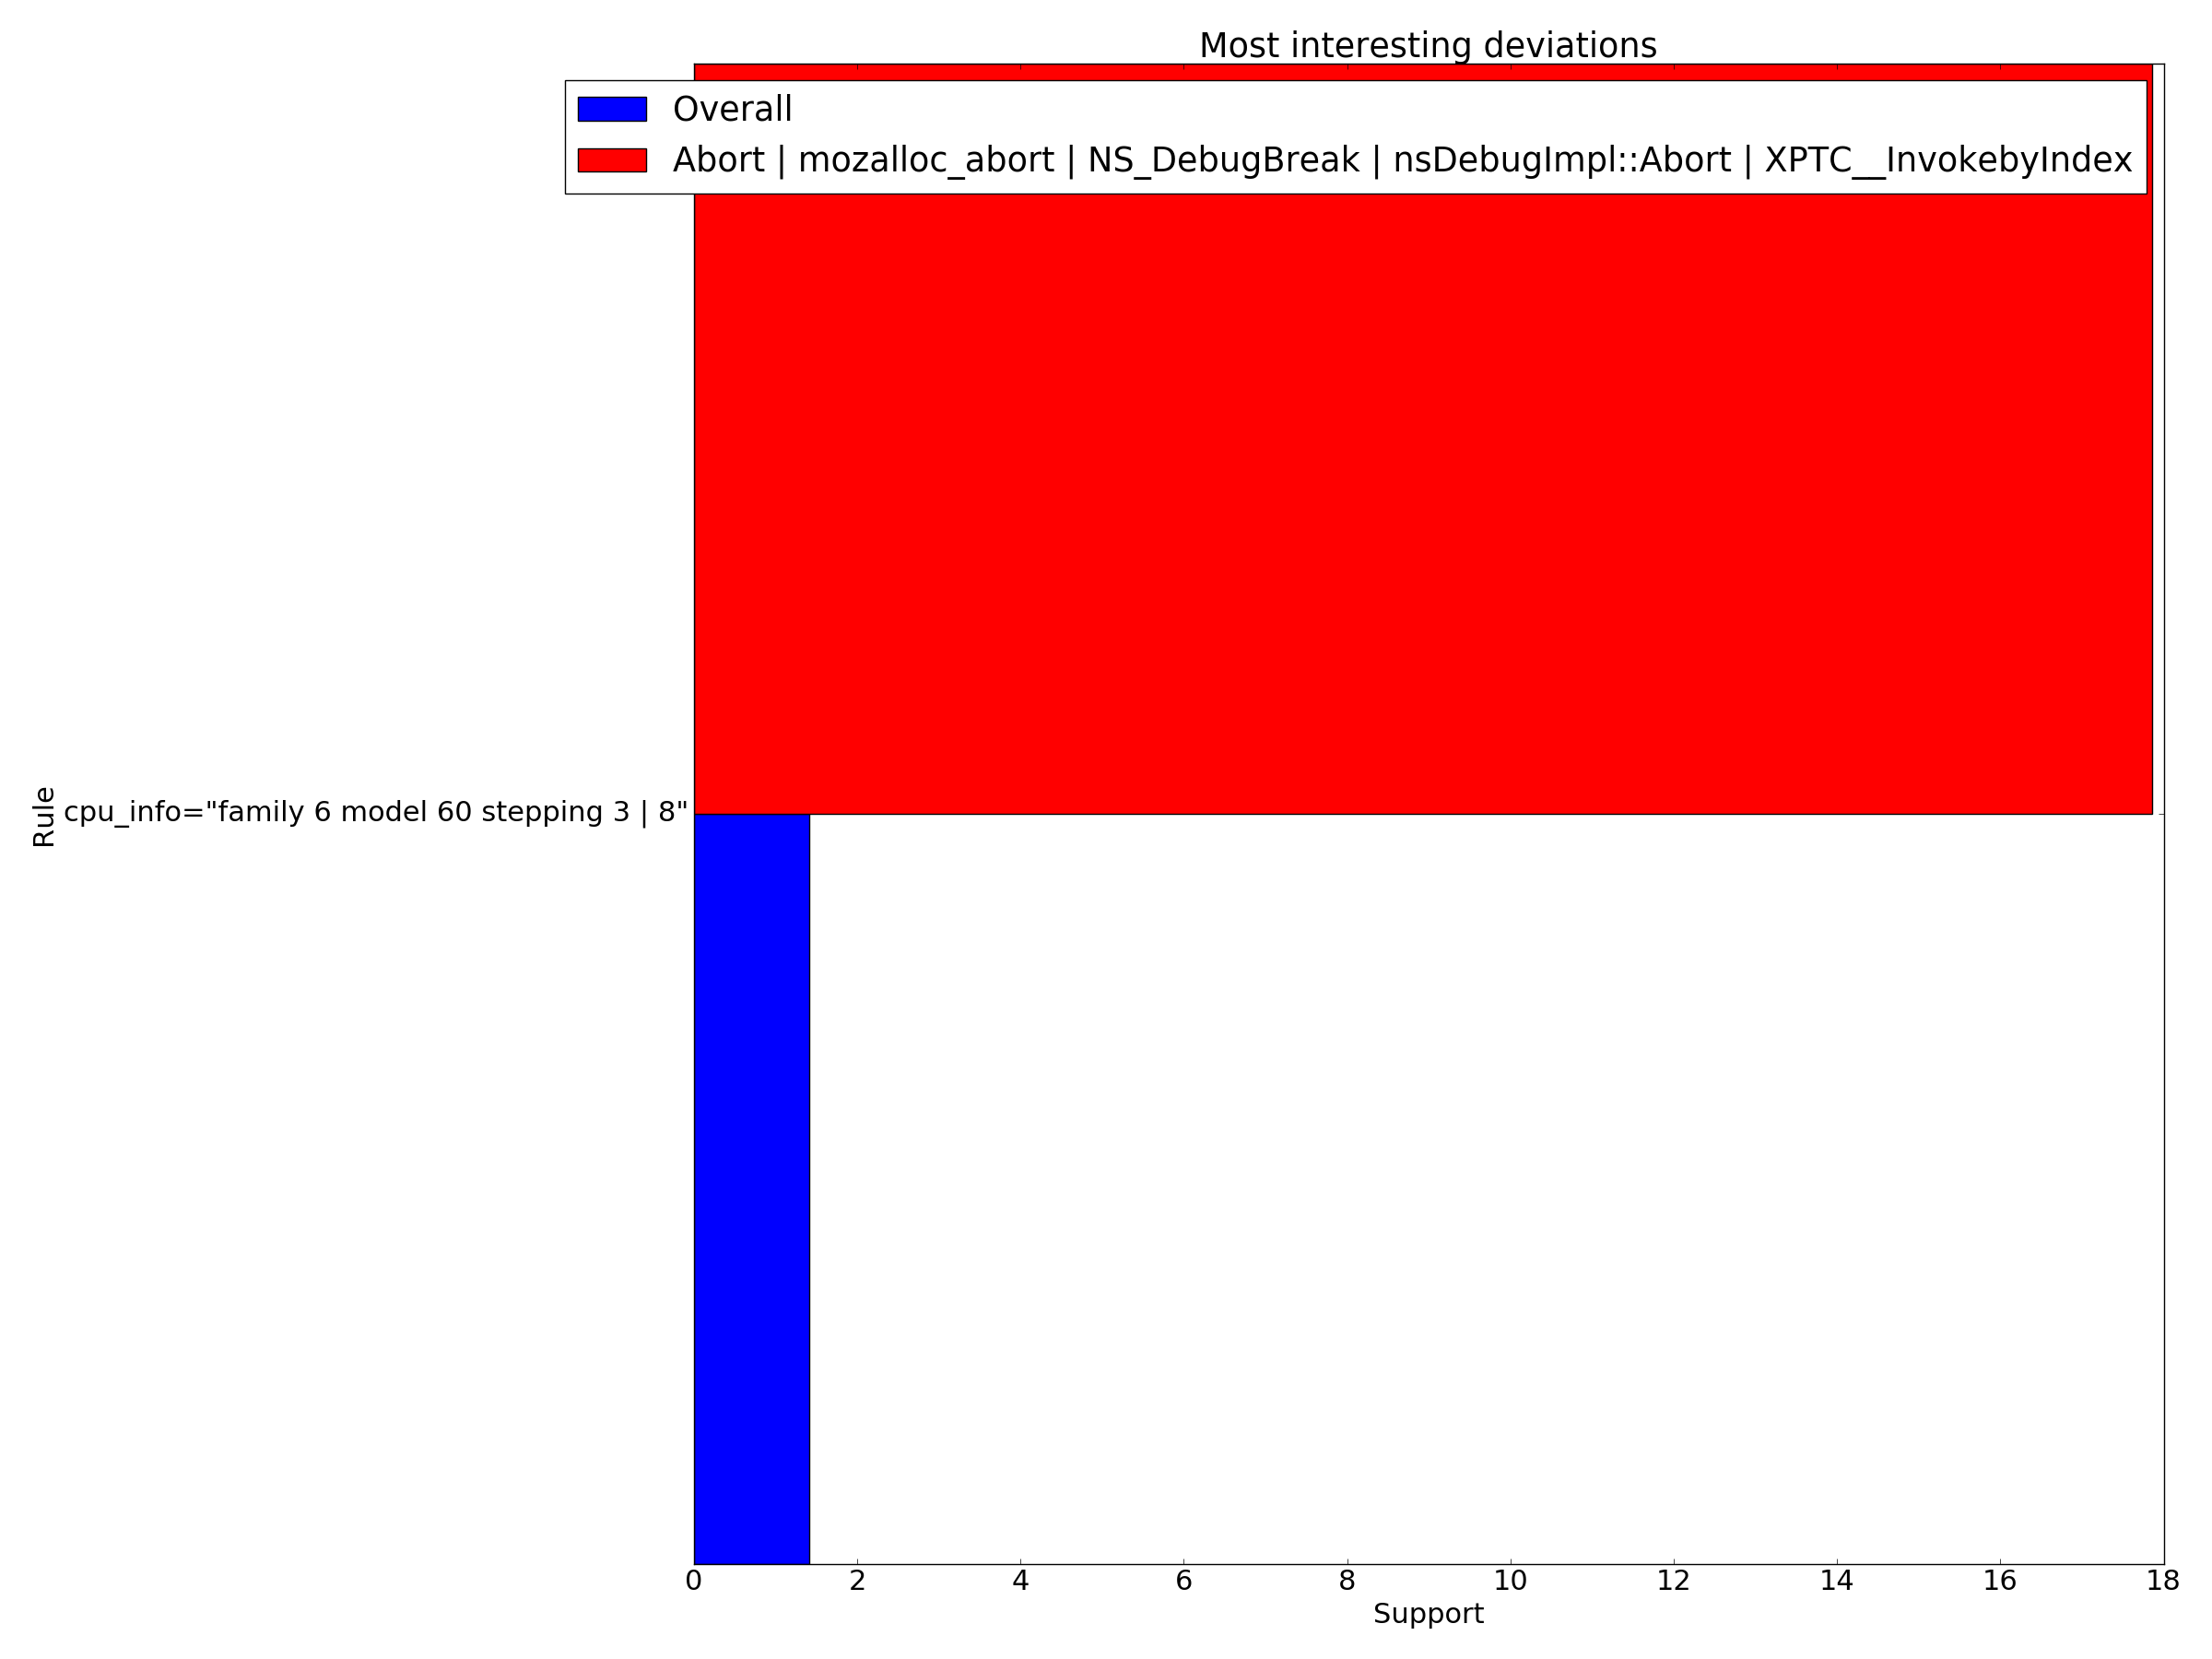 Most interesting deviations
Overall
Abort | mozalloc_abort | NS_DebugBreak | nsDebugImpl::Abort | XPTC__InvokebyIndex
Rule
cpu_info="family 6 model 60 stepping 3 | 8"
0 2 4 6 8 10 12 14 16 18
Support